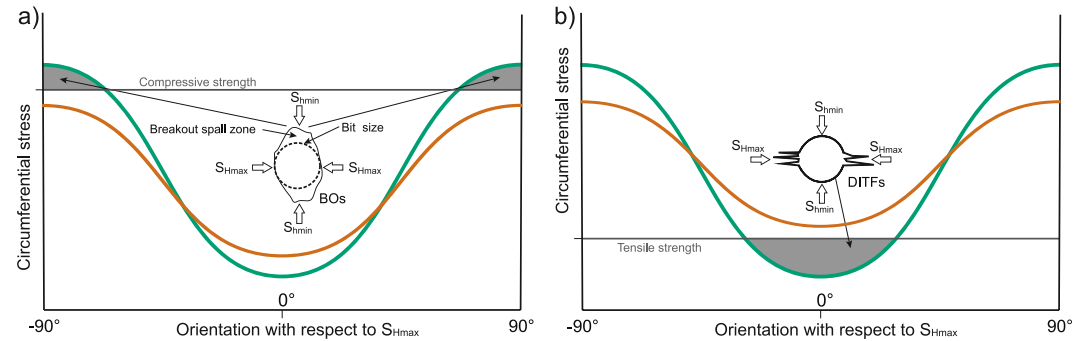 a)
Circumferential stress
Compressive strength
Shmin
Breakout spall zone
Bit size
SHmax
SHmax
BOs
Shmin
0°
-90°
Orientation with respect to SHmax
90°
b)
Circumferential stress
Shmin
SHmax
SHmax
DITFs
Shmin
Tensile strength
0°
-90°
Orientation with respect to SHmax
90°